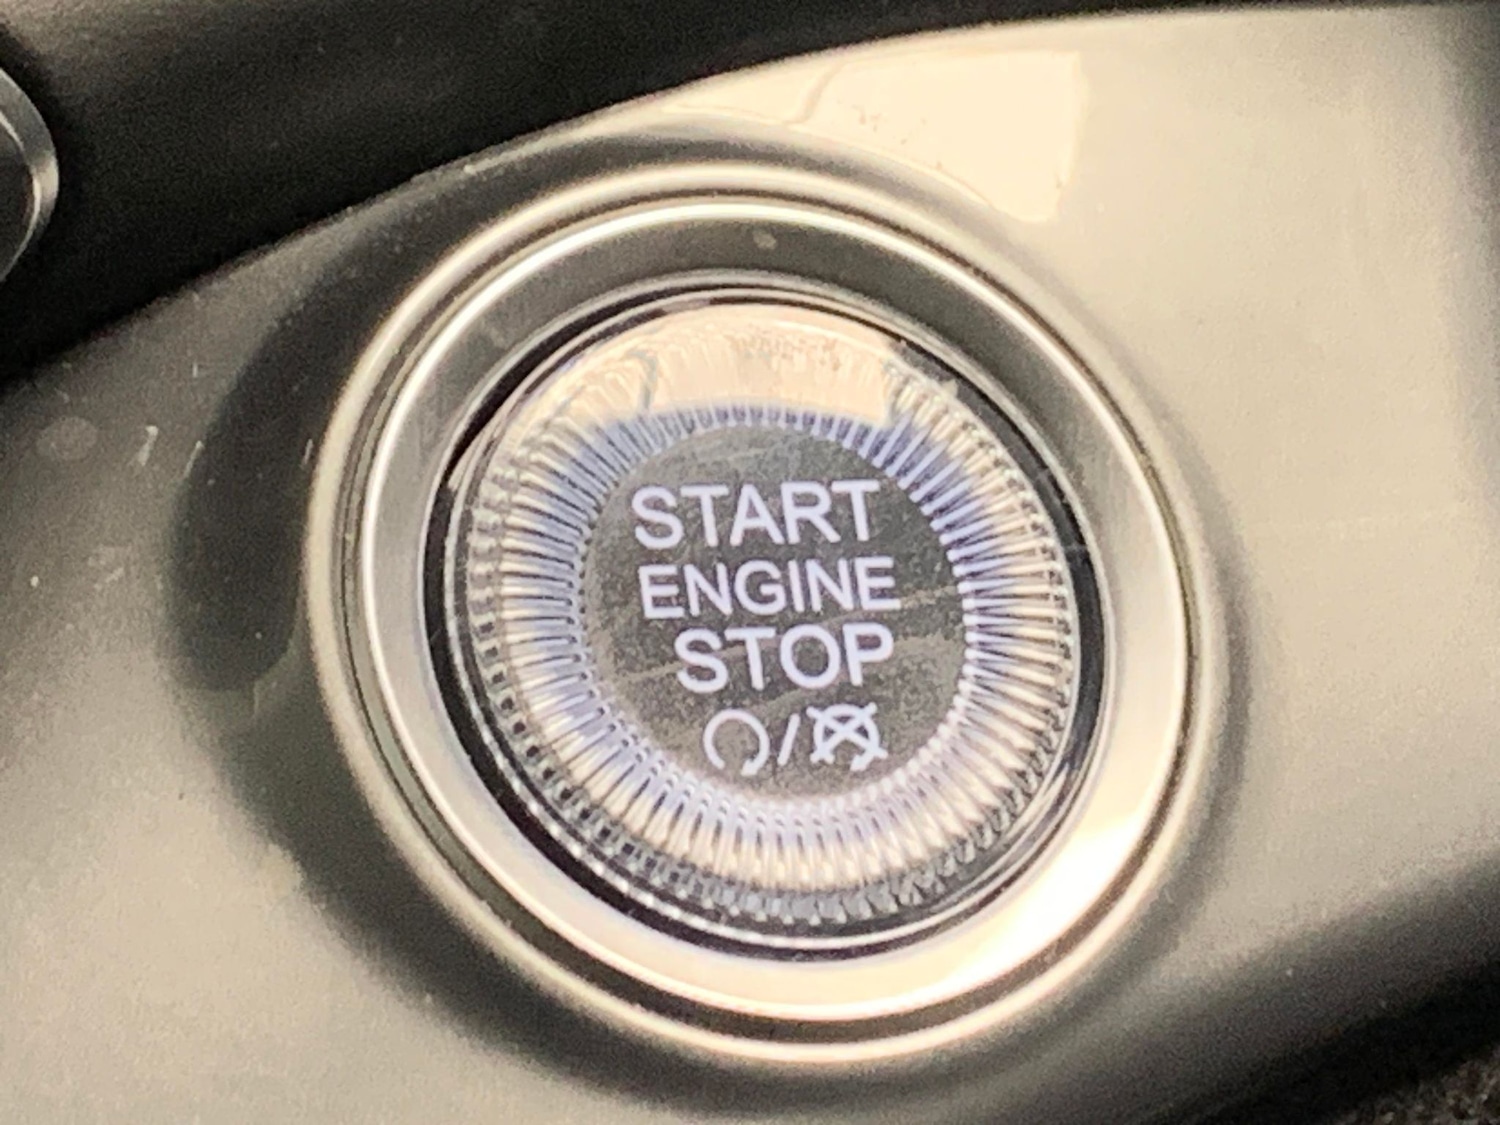 START
ENGINE
STOP
/